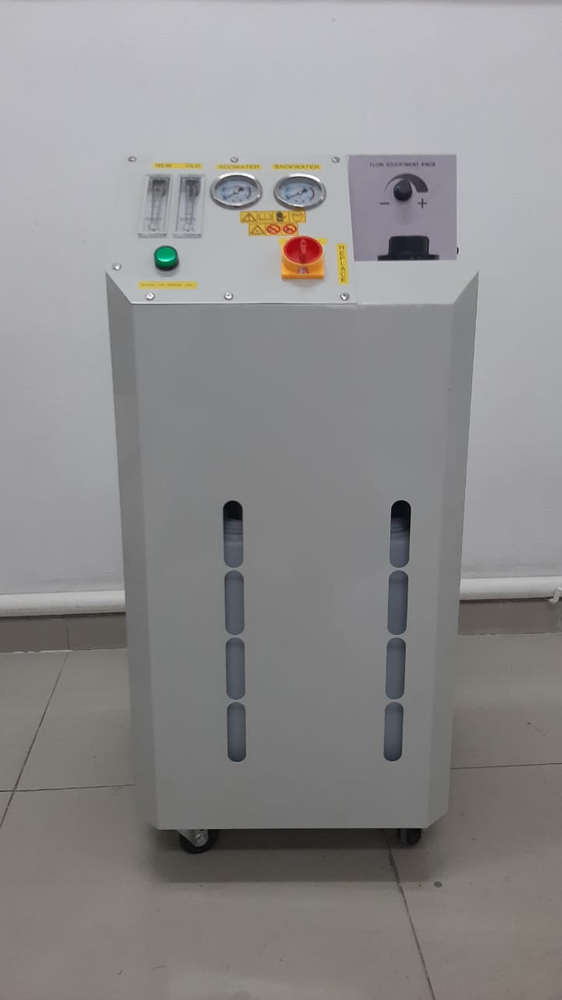 NEW OLD
ADDWATER
BACKWATER
FLOW ADJUSTMENT KNOB
- +
REPLACE